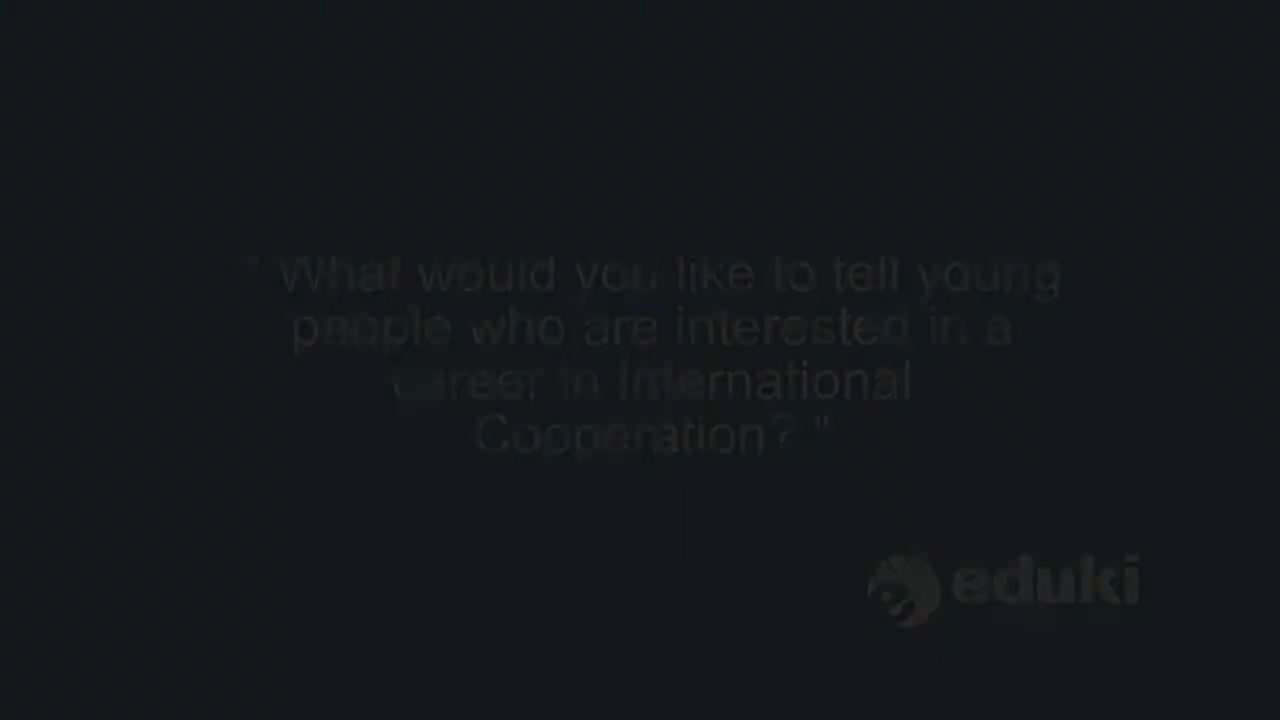 " What would you like to tell young
people who are interested in a
career in International
Cooperation? "
eduki